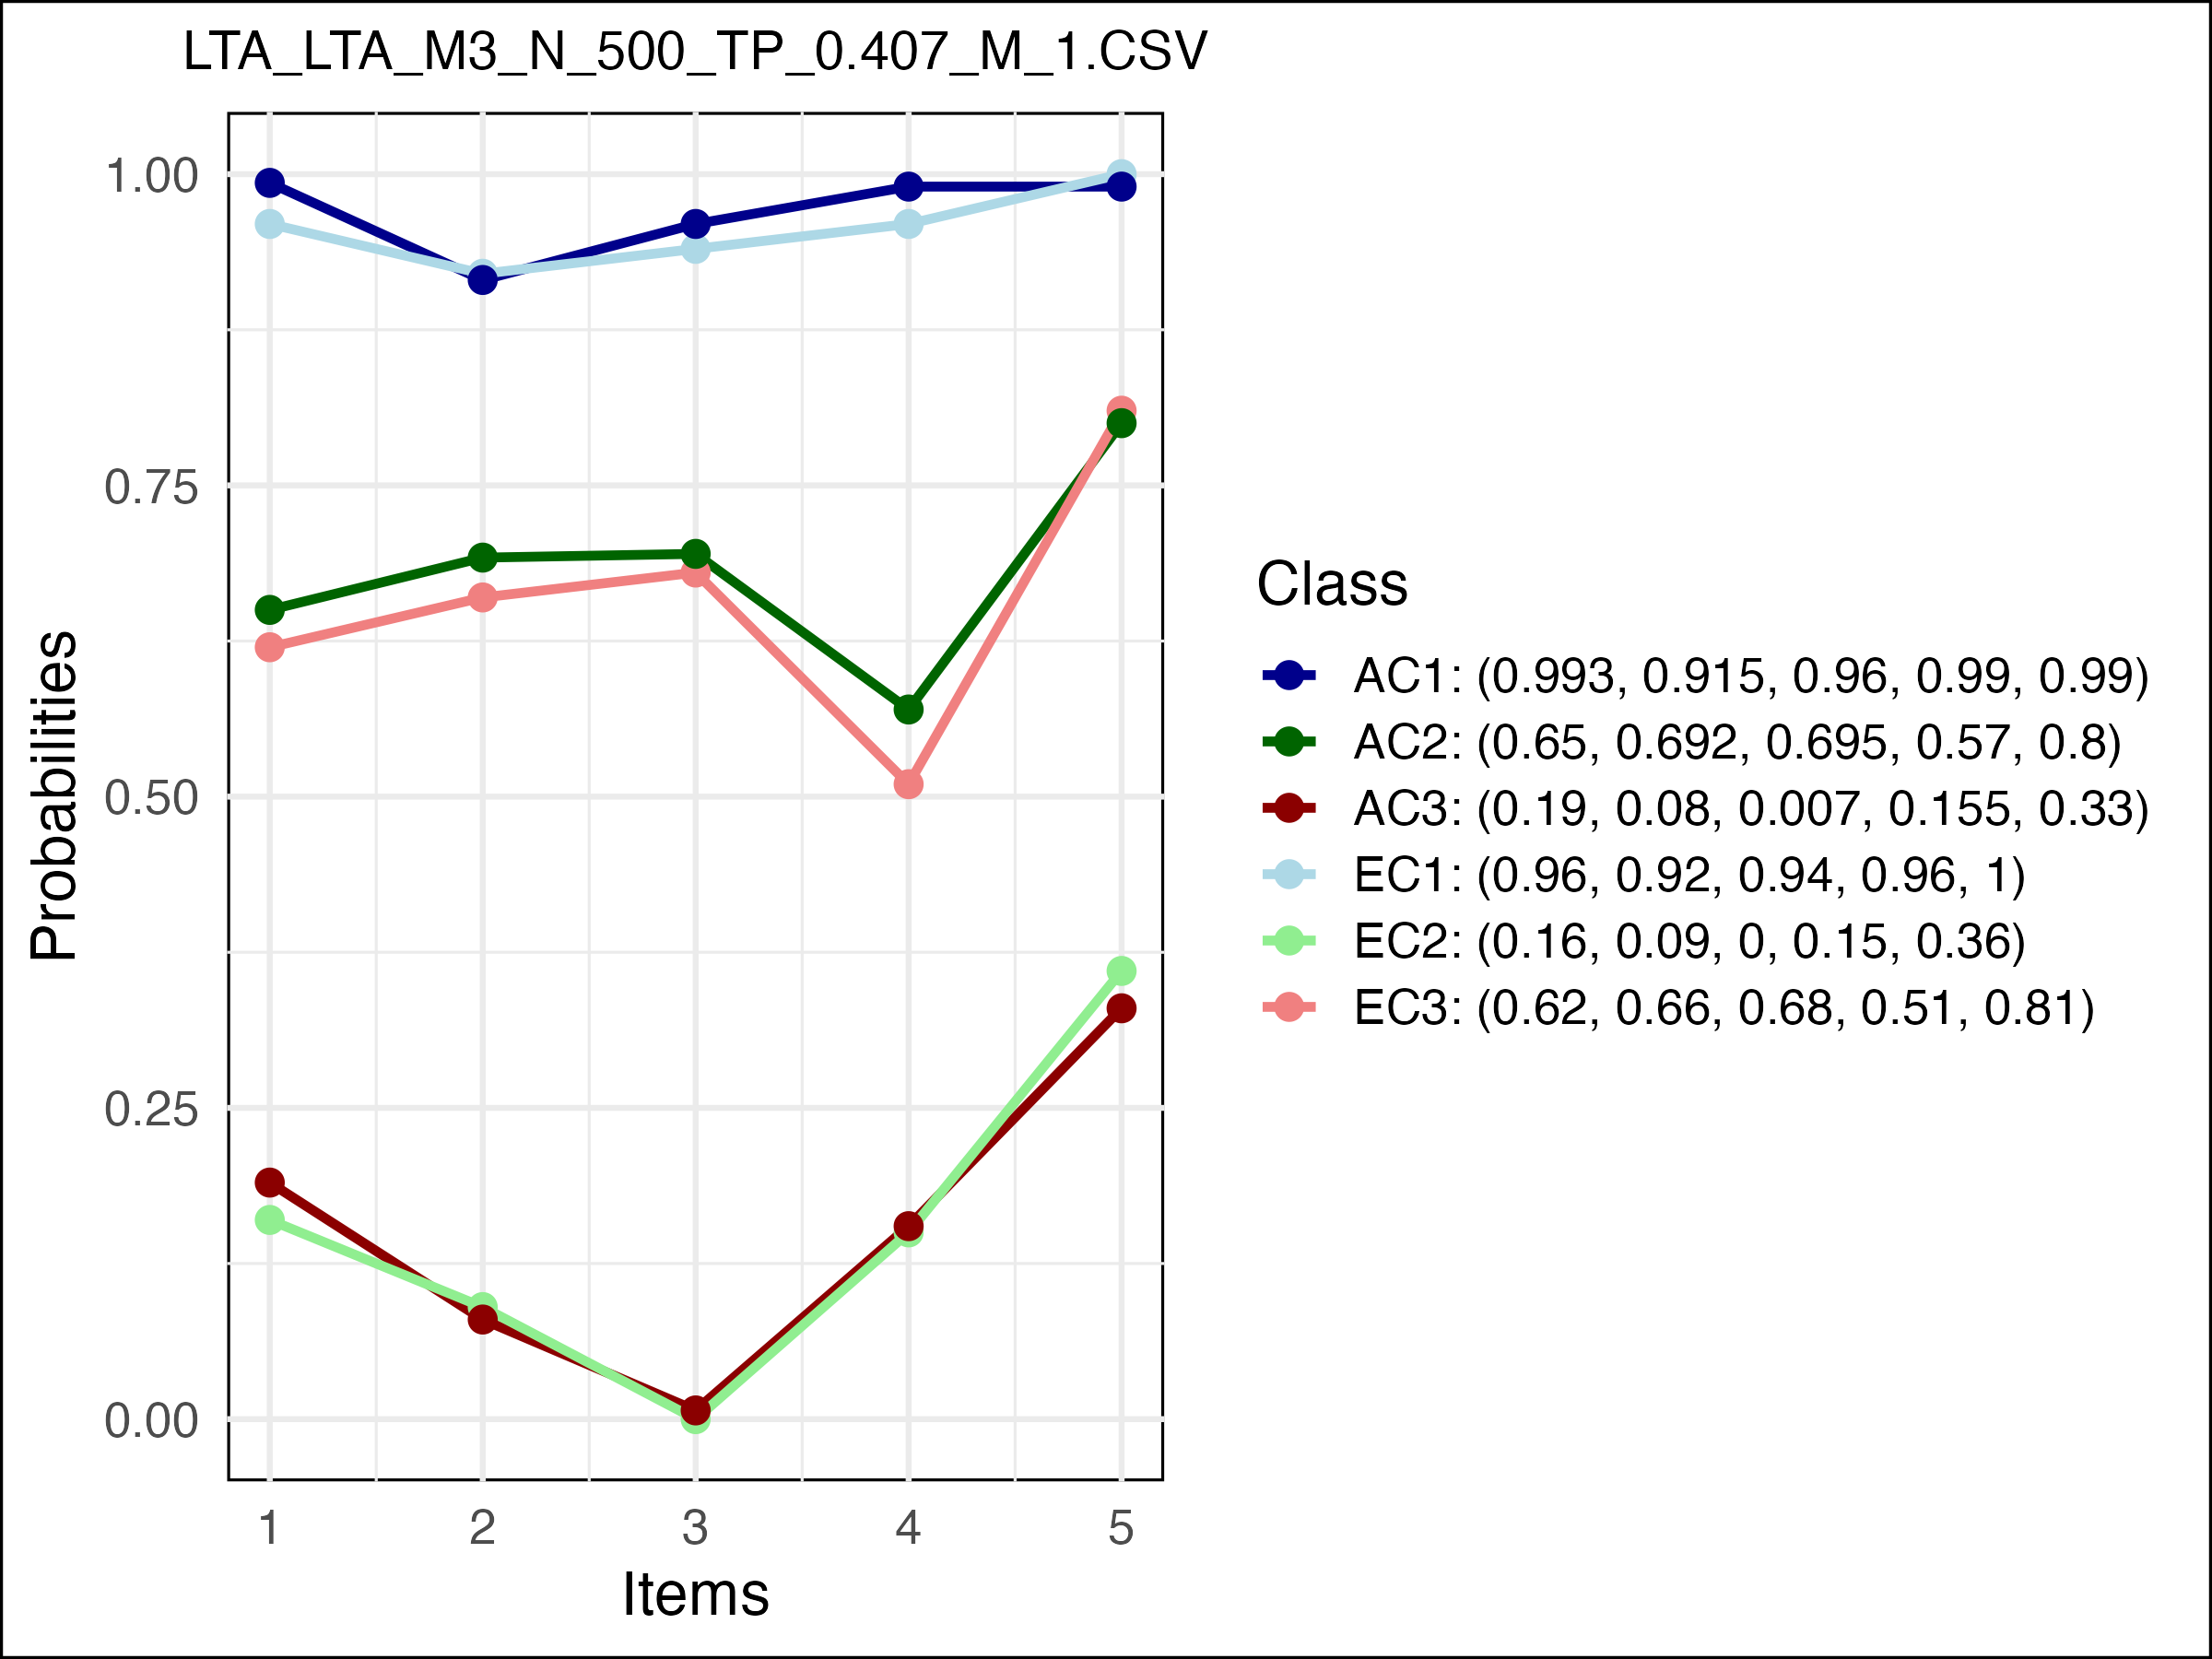 LTA_LTA_M3_N_500_TP_0.407_M_1.CSV
1.00
0.75
0.50
0.25
0.00
Probabilities
1 2 3 4 5
Items
Class
AC1: (0.993, 0.915, 0.96, 0.99, 0.99)
AC2: (0.65, 0.692, 0.695, 0.57, 0.8)
AC3: (0.19, 0.08, 0.007, 0.155, 0.33)
EC1: (0.96, 0.92, 0.94, 0.96, 1)
EC2: (0.16, 0.09, 0, 0.15, 0.36)
EC3: (0.62, 0.66, 0.68, 0.51, 0.81)